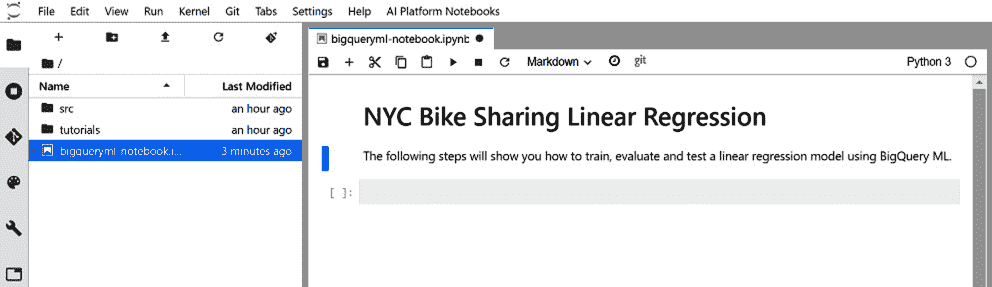 File Edit View Run Kernel Git Tabs Settings Help AI Platform Notebooks
bigqueryml-notebook.ipynb
/
Markdown git Python 3
Name Last Modified
src an hour ago
tutorials an hour ago
bigqueryml-notebook.i... 3 minutes ago
NYC Bike Sharing Linear Regression
The following steps will show you how to train, evaluate and test a linear regression model using BigQuery ML.
[ ]: